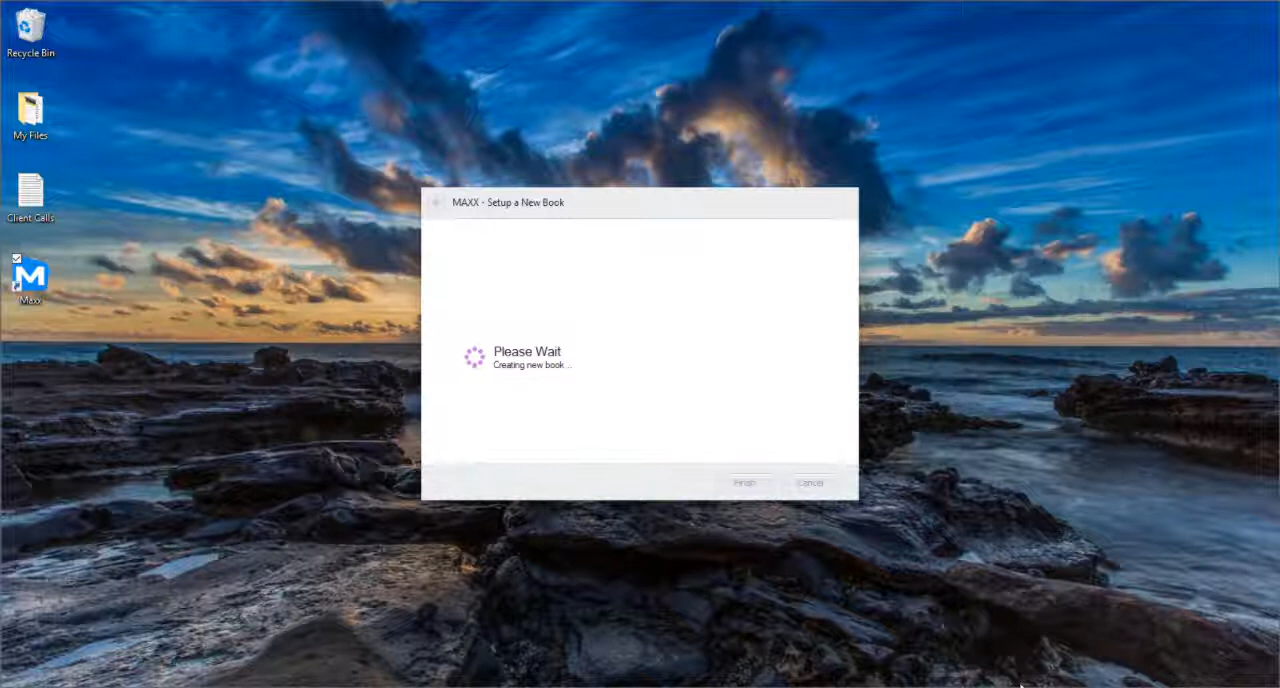 Recycle Bin
My Files
Client Calls
Maxx
MAXX - Setup a New Book
Please Wait
Creating new book...
Finish
Cancel